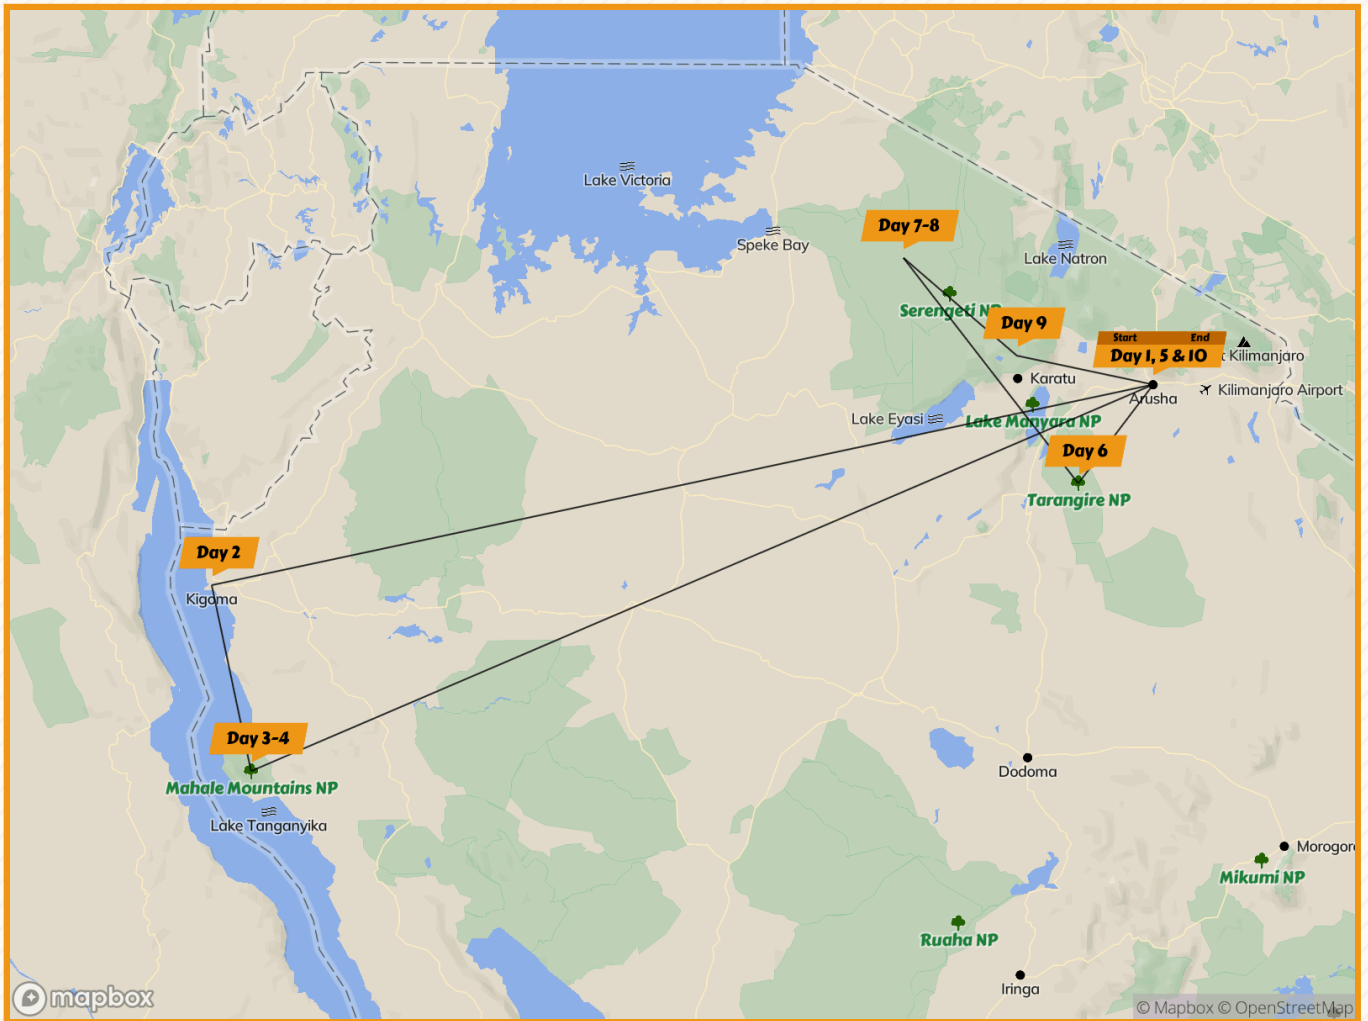 Lake Victoria
Day 7-8
Speke Bay
Lake Natron
Serengeti NP
Day 9
Start End
Day 1, 5 & 10
Kilimanjaro
Karatu
Arusha
Kilimanjaro Airport
Lake Eyasi
Lake Manyara NP
Day 6
Tarangire NP
Day 2
Kigoma
Day 3-4
Mahale Mountains NP
Lake Tanganyika
Dodoma
Morogoro
Mikumi NP
Ruaha NP
Iringa
mapbox
© Mapbox © OpenStreetMap